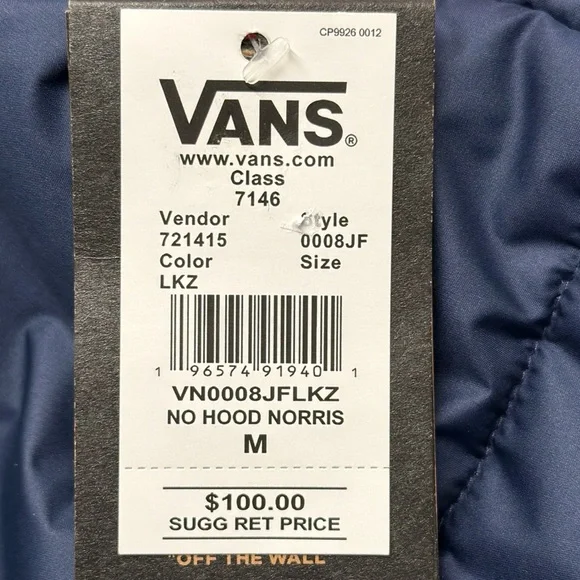 CP9926 0012
VANS®
www.vans.com
Class
7146
Vendor Style
721415 0008JF
Color Size
LKZ
1 96574 91940 1
VN0008JFLKZ
NO HOOD NORRIS
M
$100.00
SUGG RET PRICE
"OFF THE WALL"